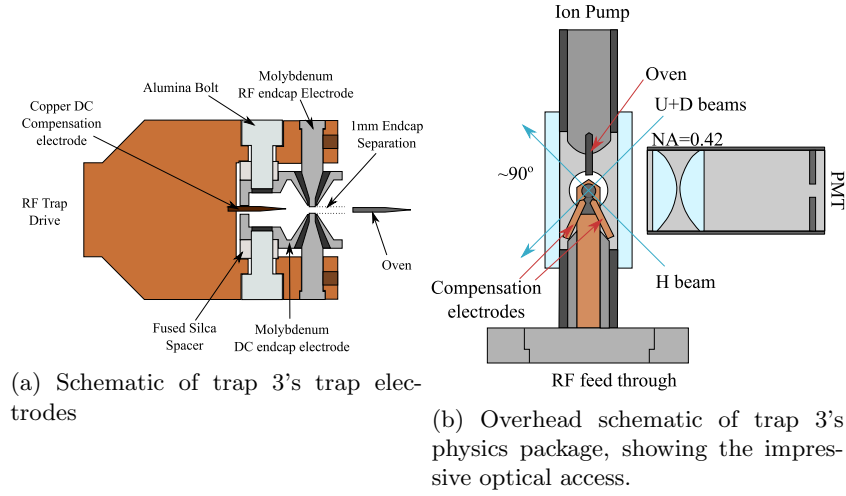 Copper DC
Compensation
electrode
Alumina Bolt
Molybdenum
RF endcap Electrode
1mm Endcap
Separation
RF Trap
Drive
Oven
Fused Silca
Spacer
Molybdenum
DC endcap electrode
(a) Schematic of trap 3's trap elec-
trodes
Ion Pump
Oven
U+D beams
NA=0.42
~90º
PMT
Compensation
electrodes
H beam
RF feed through
(b) Overhead schematic of trap 3's
physics package, showing the impres-
sive optical access.